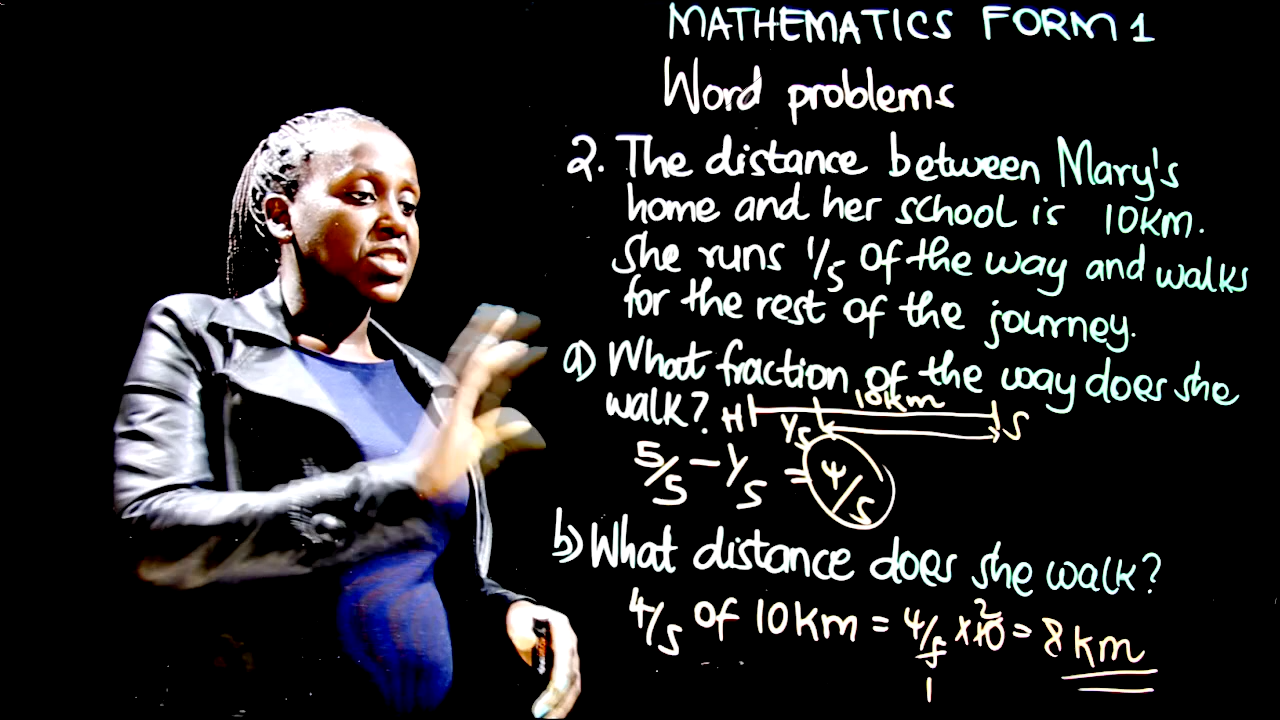 MATHEMATICS FORM 1
Word problems
2. The distance between Mary's
home and her school is 10km.
She runs 1/5 of the way and walks
for the rest of the journey.
a) What fraction of the way does she
walk? H 10km S
1/5
5/5 - 1/5 = 4/5
b) What distance does she walk?
4/5 of 10km = 4/5 x 10 = 8km
2
1